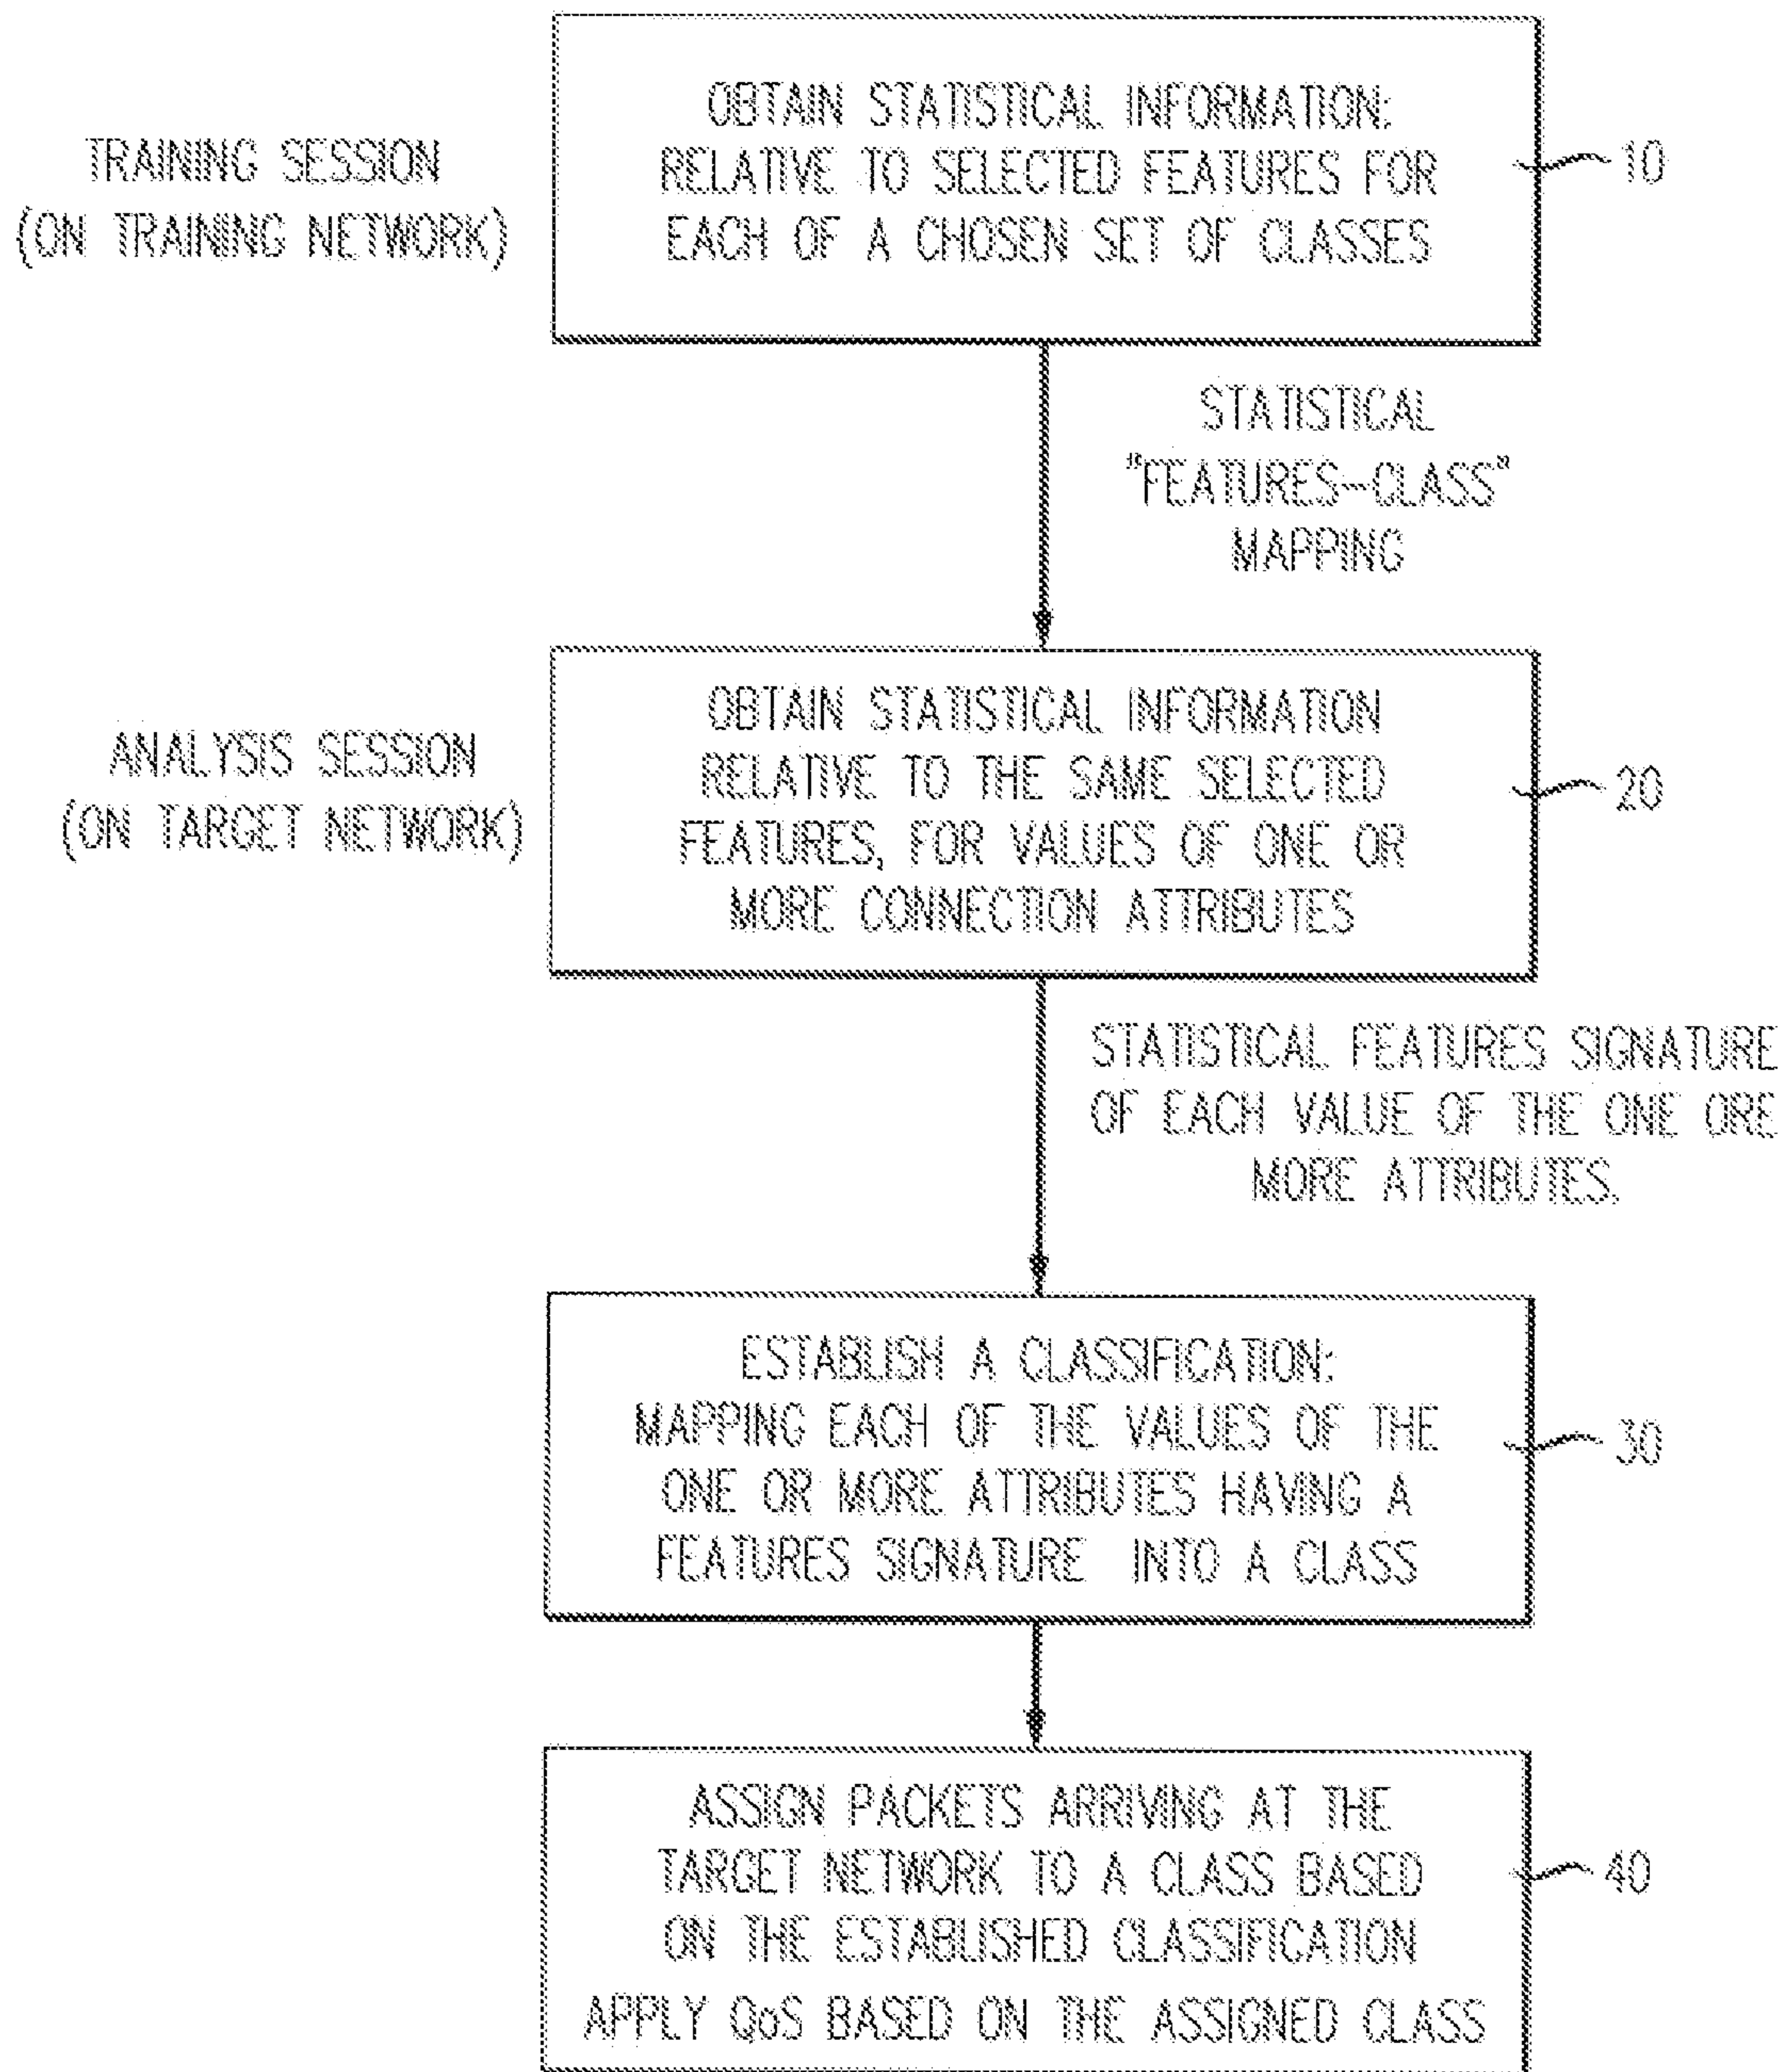 TRAINING SESSION
(ON TRAINING NETWORK)
OBTAIN STATISTICAL INFORMATION:
RELATIVE TO SELECTED FEATURES FOR
EACH OF A CHOSEN SET OF CLASSES
10
STATISTICAL
"FEATURES-CLASS"
MAPPING
ANALYSIS SESSION
(ON TARGET NETWORK)
OBTAIN STATISTICAL INFORMATION
RELATIVE TO THE SAME SELECTED
FEATURES, FOR VALUES OF ONE OR
MORE CONNECTION ATTRIBUTES
20
STATISTICAL FEATURES SIGNATURE
OF EACH VALUE OF THE ONE ORE
MORE ATTRIBUTES.
ESTABLISH A CLASSIFICATION:
MAPPING EACH OF THE VALUES OF THE
ONE OR MORE ATTRIBUTES HAVING A
FEATURES SIGNATURE INTO A CLASS
30
ASSIGN PACKETS ARRIVING AT THE
TARGET NETWORK TO A CLASS BASED
ON THE ESTABLISHED CLASSIFICATION
APPLY QoS BASED ON THE ASSIGNED CLASS
40